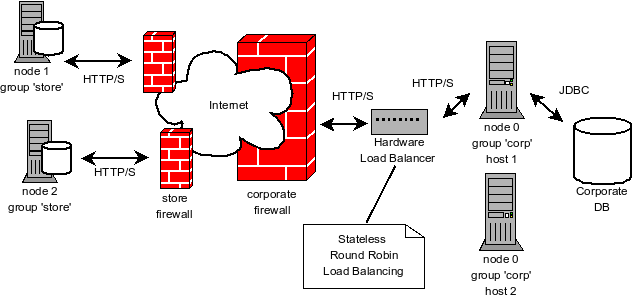 node 1
group 'store'
HTTP/S
node 2
group 'store'
HTTP/S
store
firewall
Internet
corporate
firewall
HTTP/S
Hardware
Load Balancer
Stateless
Round Robin
Load Balancing
HTTP/S
node 0
group 'corp'
host 1
JDBC
Corporate
DB
node 0
group 'corp'
host 2